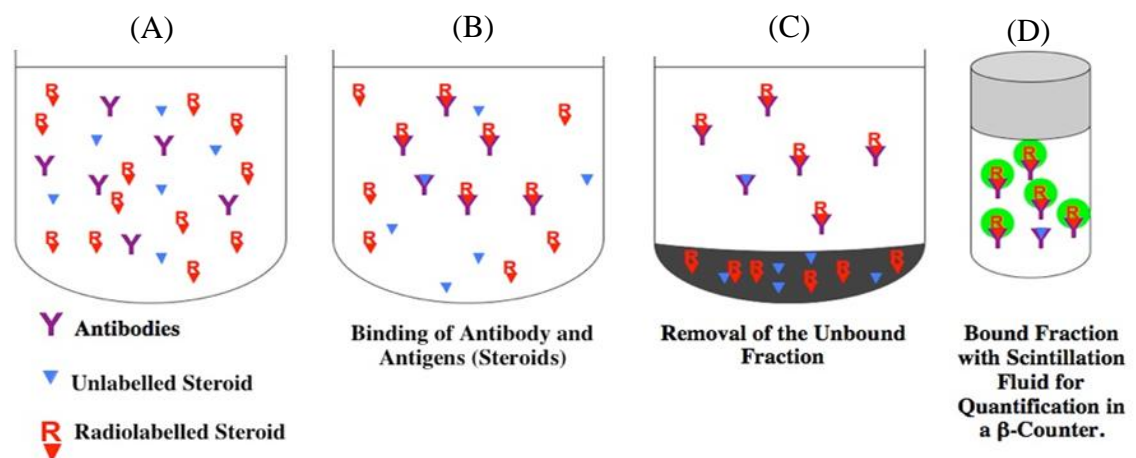 (A) (B) (C) (D)
R R R R R R R R R R R R
Y Y Y Y Y Y
Antibodies
Unlabelled Steroid
R Radiolabelled Steroid
Binding of Antibody and
Antigens (Steroids)
Removal of the Unbound
Fraction
Bound Fraction
with Scintillation
Fluid for
Quantification in
a β-Counter.